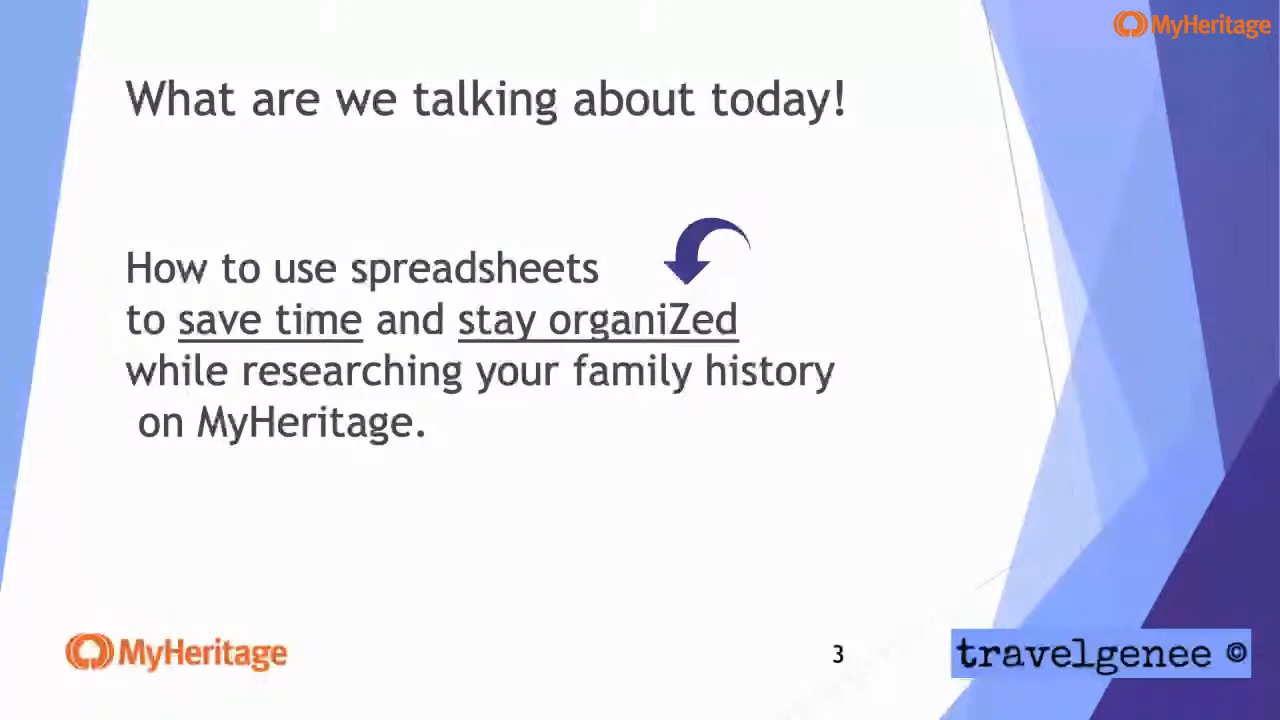 MyHeritage
What are we talking about today!
How to use spreadsheets
to save time and stay organiZed
while researching your family history
on MyHeritage.
MyHeritage
3
travelgenee ©